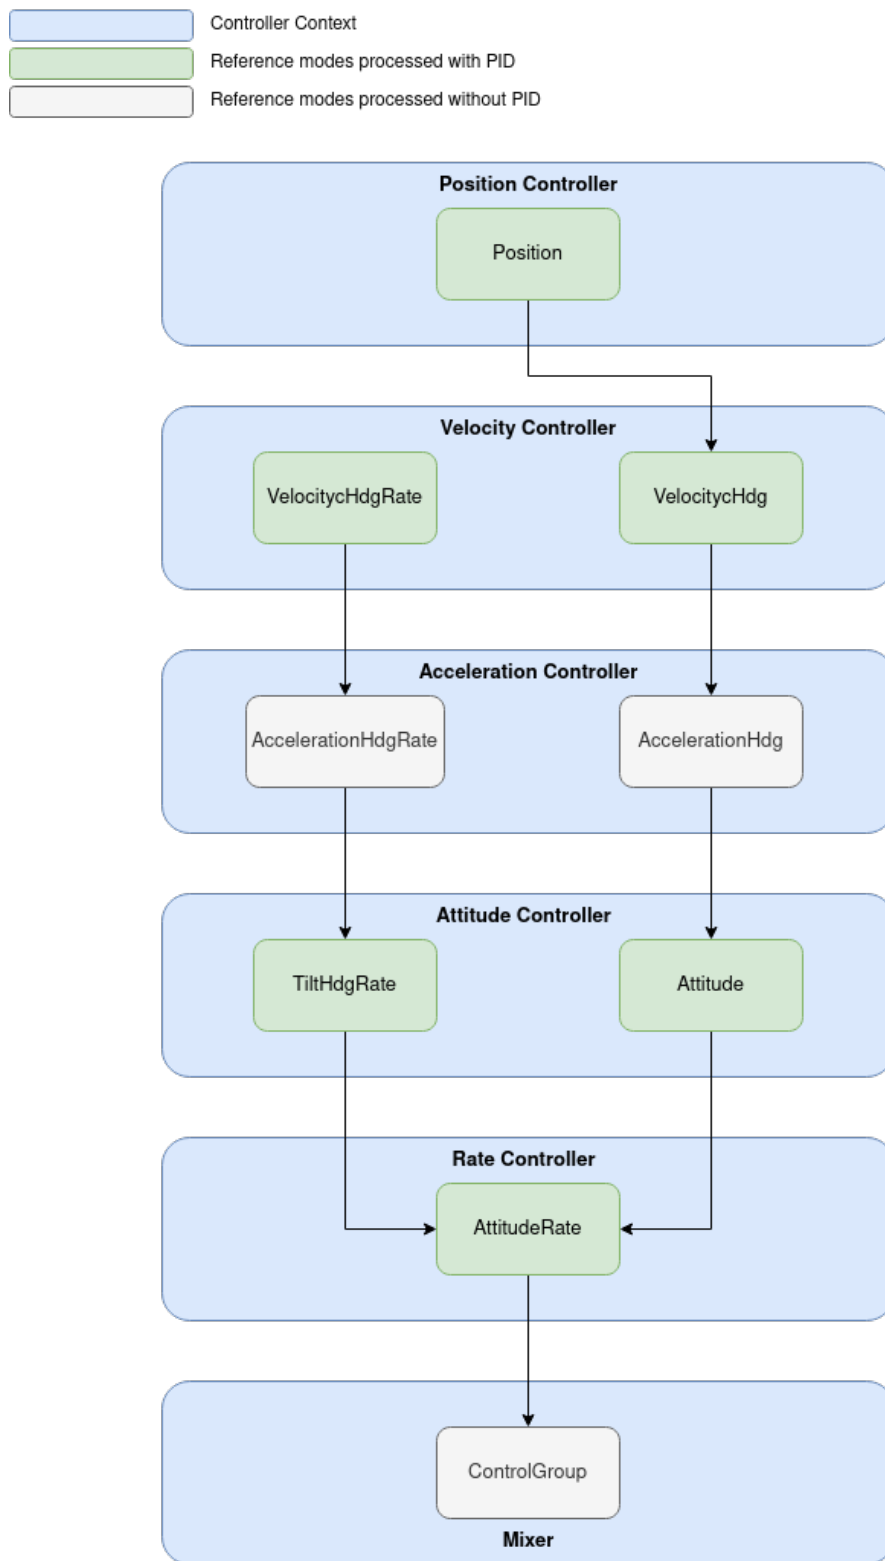 Controller Context
Reference modes processed with PID
Reference modes processed without PID
Position Controller
Position
Velocity Controller
VelocitycHdgRate
VelocitycHdg
Acceleration Controller
AccelerationHdgRate
AccelerationHdg
Attitude Controller
TiltHdgRate
Attitude
Rate Controller
AttitudeRate
ControlGroup
Mixer